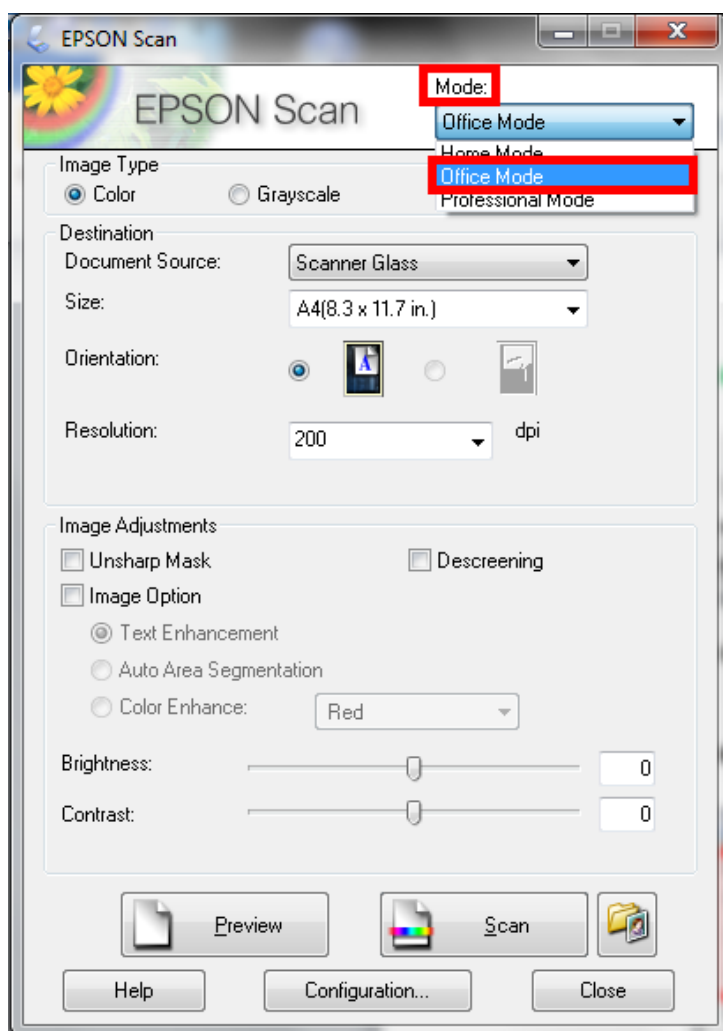 EPSON Scan
EPSON Scan
Mode:
Office Mode
Home Mode
Office Mode
Professional Mode
Image Type
Color
Grayscale
Destination
Document Source:
Scanner Glass
Size:
A4(8.3 x 11.7 in.)
Orientation:
A
Resolution:
200
dpi
Image Adjustments
Unsharp Mask
Descreening
Image Option
Text Enhancement
Auto Area Segmentation
Color Enhance:
Red
Brightness:
0
Contrast:
0
Preview
Scan
Help
Configuration...
Close